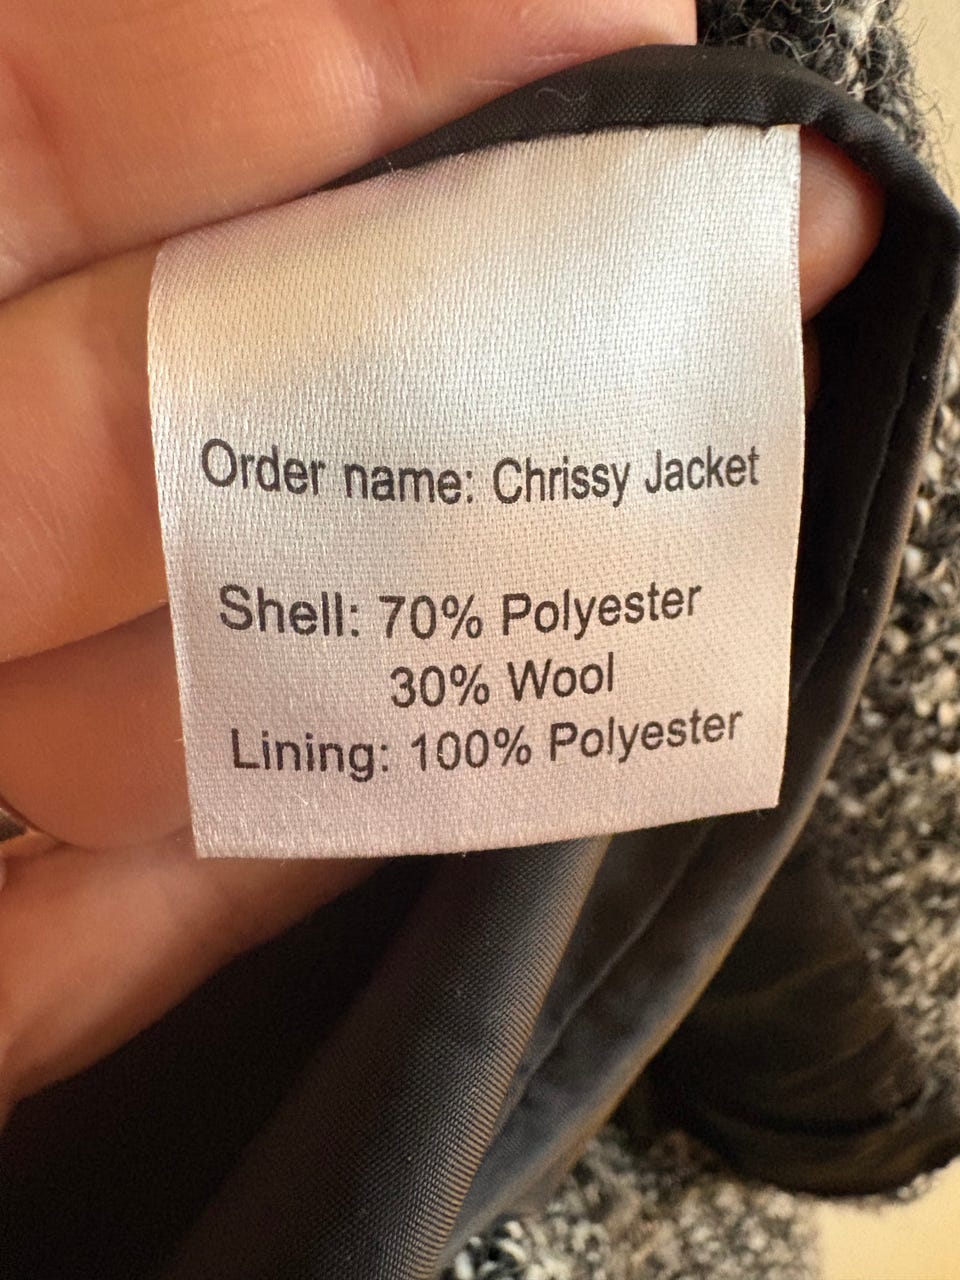 Order name: Chrissy Jacket
Shell: 70% Polyester
30% Wool
Lining: 100% Polyester